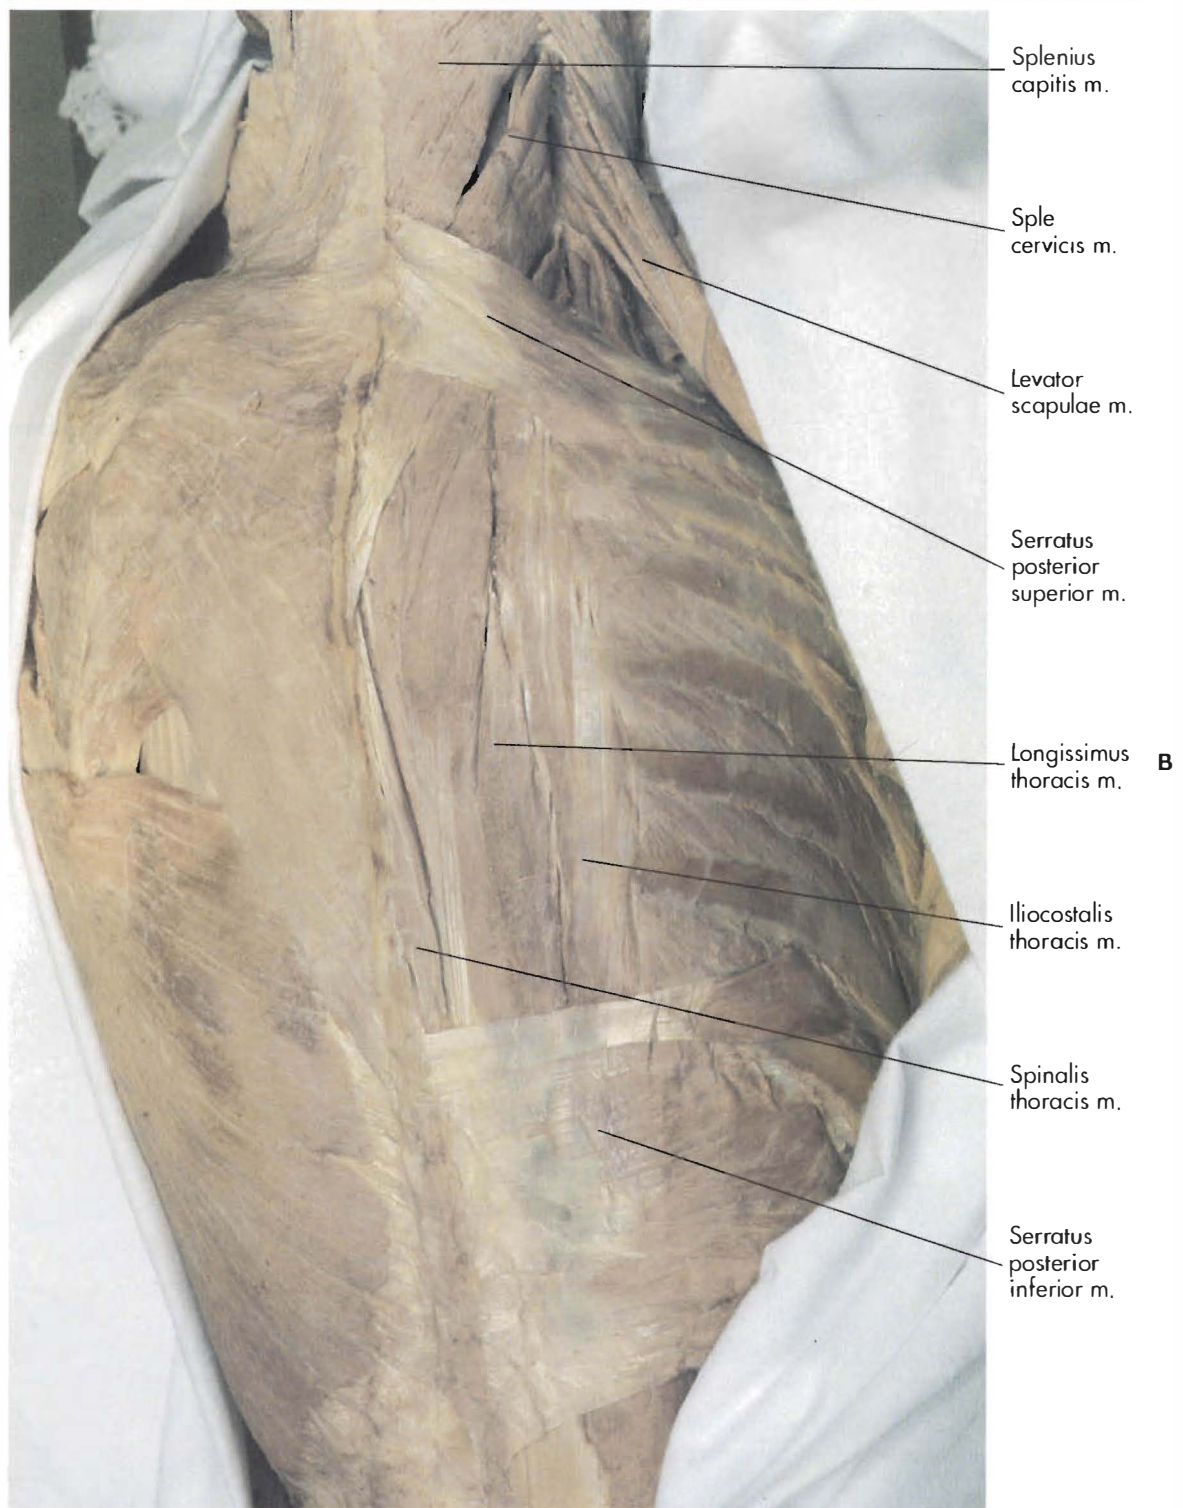 Splenius
capitis m.
Sple
cervicis m.
Levator
scapulae m.
Serratus
posterior
superior m.
Longissimus
thoracis m.
B
Iliocostalis
thoracis m.
Spinalis
thoracis m.
Serratus
posterior
inferior m.